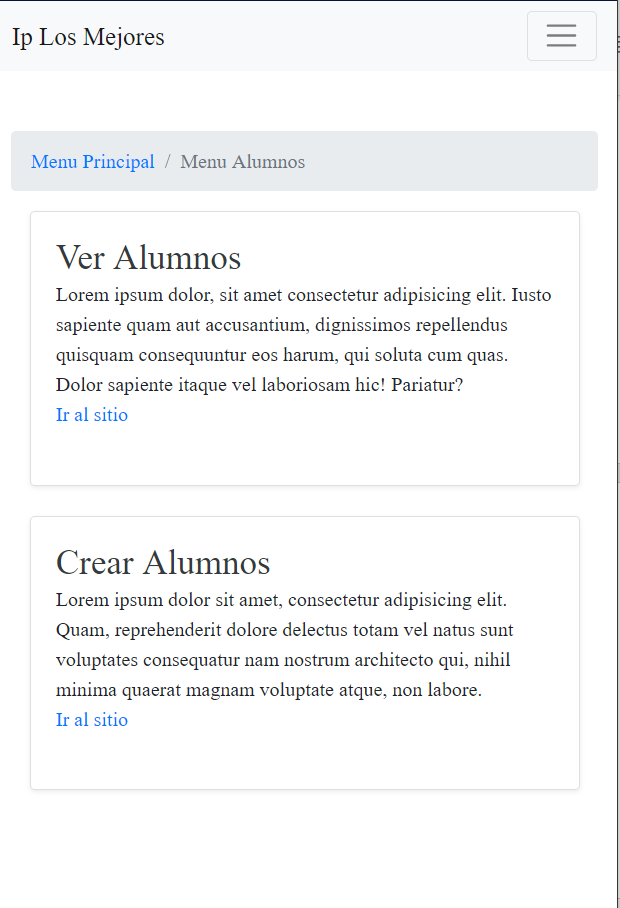 Ip Los Mejores
Menu Principal / Menu Alumnos
Ver Alumnos
Lorem ipsum dolor, sit amet consectetur adipisicing elit. Iusto
sapiente quam aut accusantium, dignissimos repellendus
quisquam consequuntur eos harum, qui soluta cum quas.
Dolor sapiente itaque vel laboriosam hic! Pariatur?
Ir al sitio
Crear Alumnos
Lorem ipsum dolor sit amet, consectetur adipisicing elit.
Quam, reprehenderit dolore delectus totam vel natus sunt
voluptates consequatur nam nostrum architecto qui, nihil
minima quaerat magnam voluptate atque, non labore.
Ir al sitio